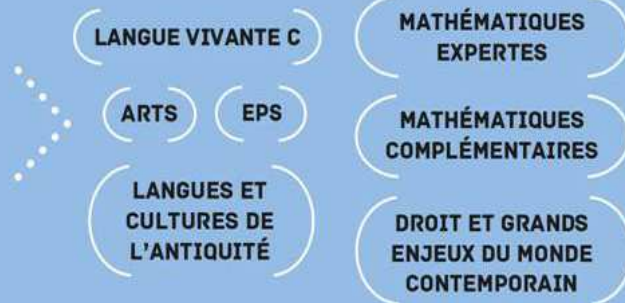 LANGUE VIVANTE C
ARTS
EPS
LANGUES ET
CULTURES DE
L'ANTIQUITÉ
MATHÉMATIQUES
EXPERTES
MATHÉMATIQUES
COMPLÉMENTAIRES
DROIT ET GRANDS
ENJEUX DU MONDE
CONTEMPORAIN